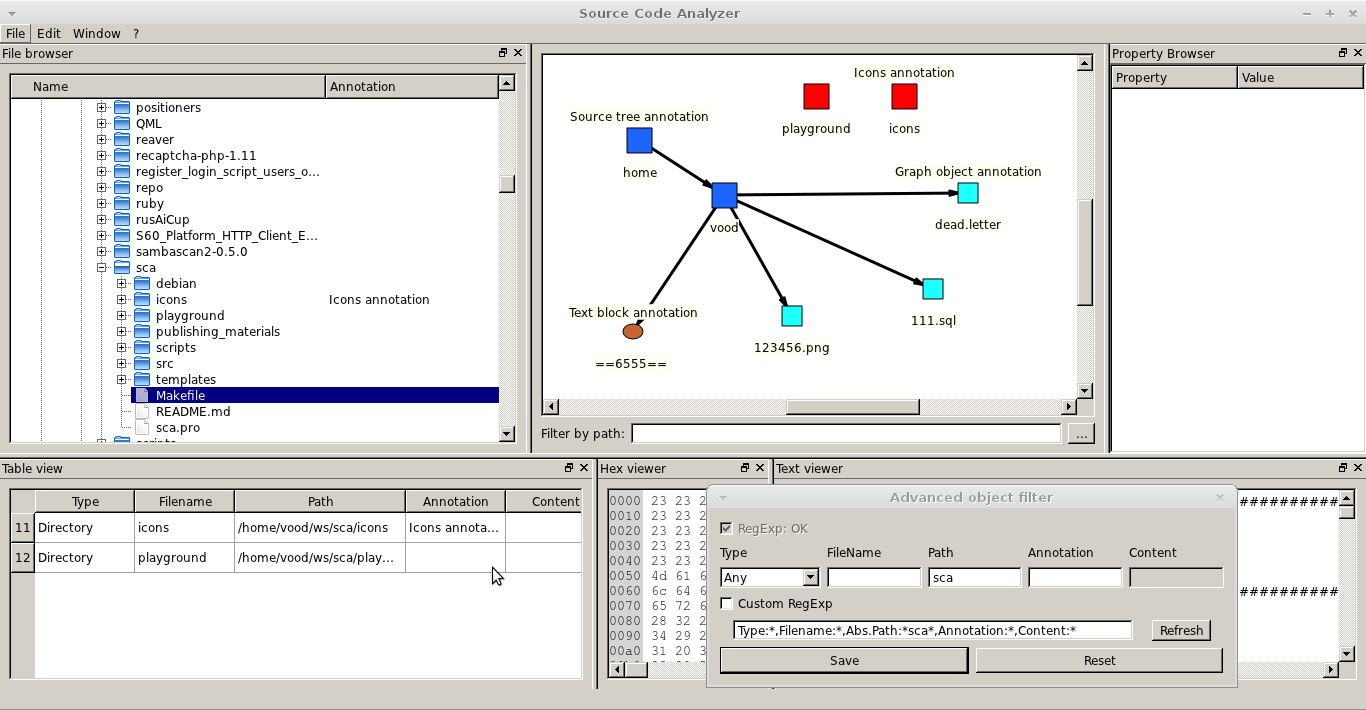 Source Code Analyzer
File Edit Window ?
File browser
Name Annotation
positioners
QML
reaver
recaptcha-php-1.11
register_login_script_users_o...
repo
ruby
rusAiCup
S60_Platform_HTTP_Client_E...
sambascan2-0.5.0
sca
debian
icons Icons annotation
playground
publishing_materials
scripts
src
templates
Makefile
README.md
sca.pro
Icons annotation
playground icons
Source tree annotation
home
Graph object annotation
vood
dead.letter
Text block annotation
111.sql
123456.png
==6555==
Filter by path: ...
Property Browser
Property Value
Table view
Type Filename Path Annotation Content
11 Directory icons /home/vood/ws/sca/icons Icons annota...
12 Directory playground /home/vood/ws/sca/play...
Hex viewer
0000 23 23 2
0010 23 23 2
0020 23 23 2
0030 23 23 2
0040 23 23 2
0050 4d 61 6
0060 6c 64 6
0070 65 72 6
0080 28 32 2
0090 34 29 2
00a0 31 20 3
Text viewer
##########
##########
Advanced object filter
RegExp: OK
Type FileName Path Annotation Content
Any sca
Custom RegExp
Type:*,Filename:*,Abs.Path:*sca*,Annotation:*,Content:* Refresh
Save Reset